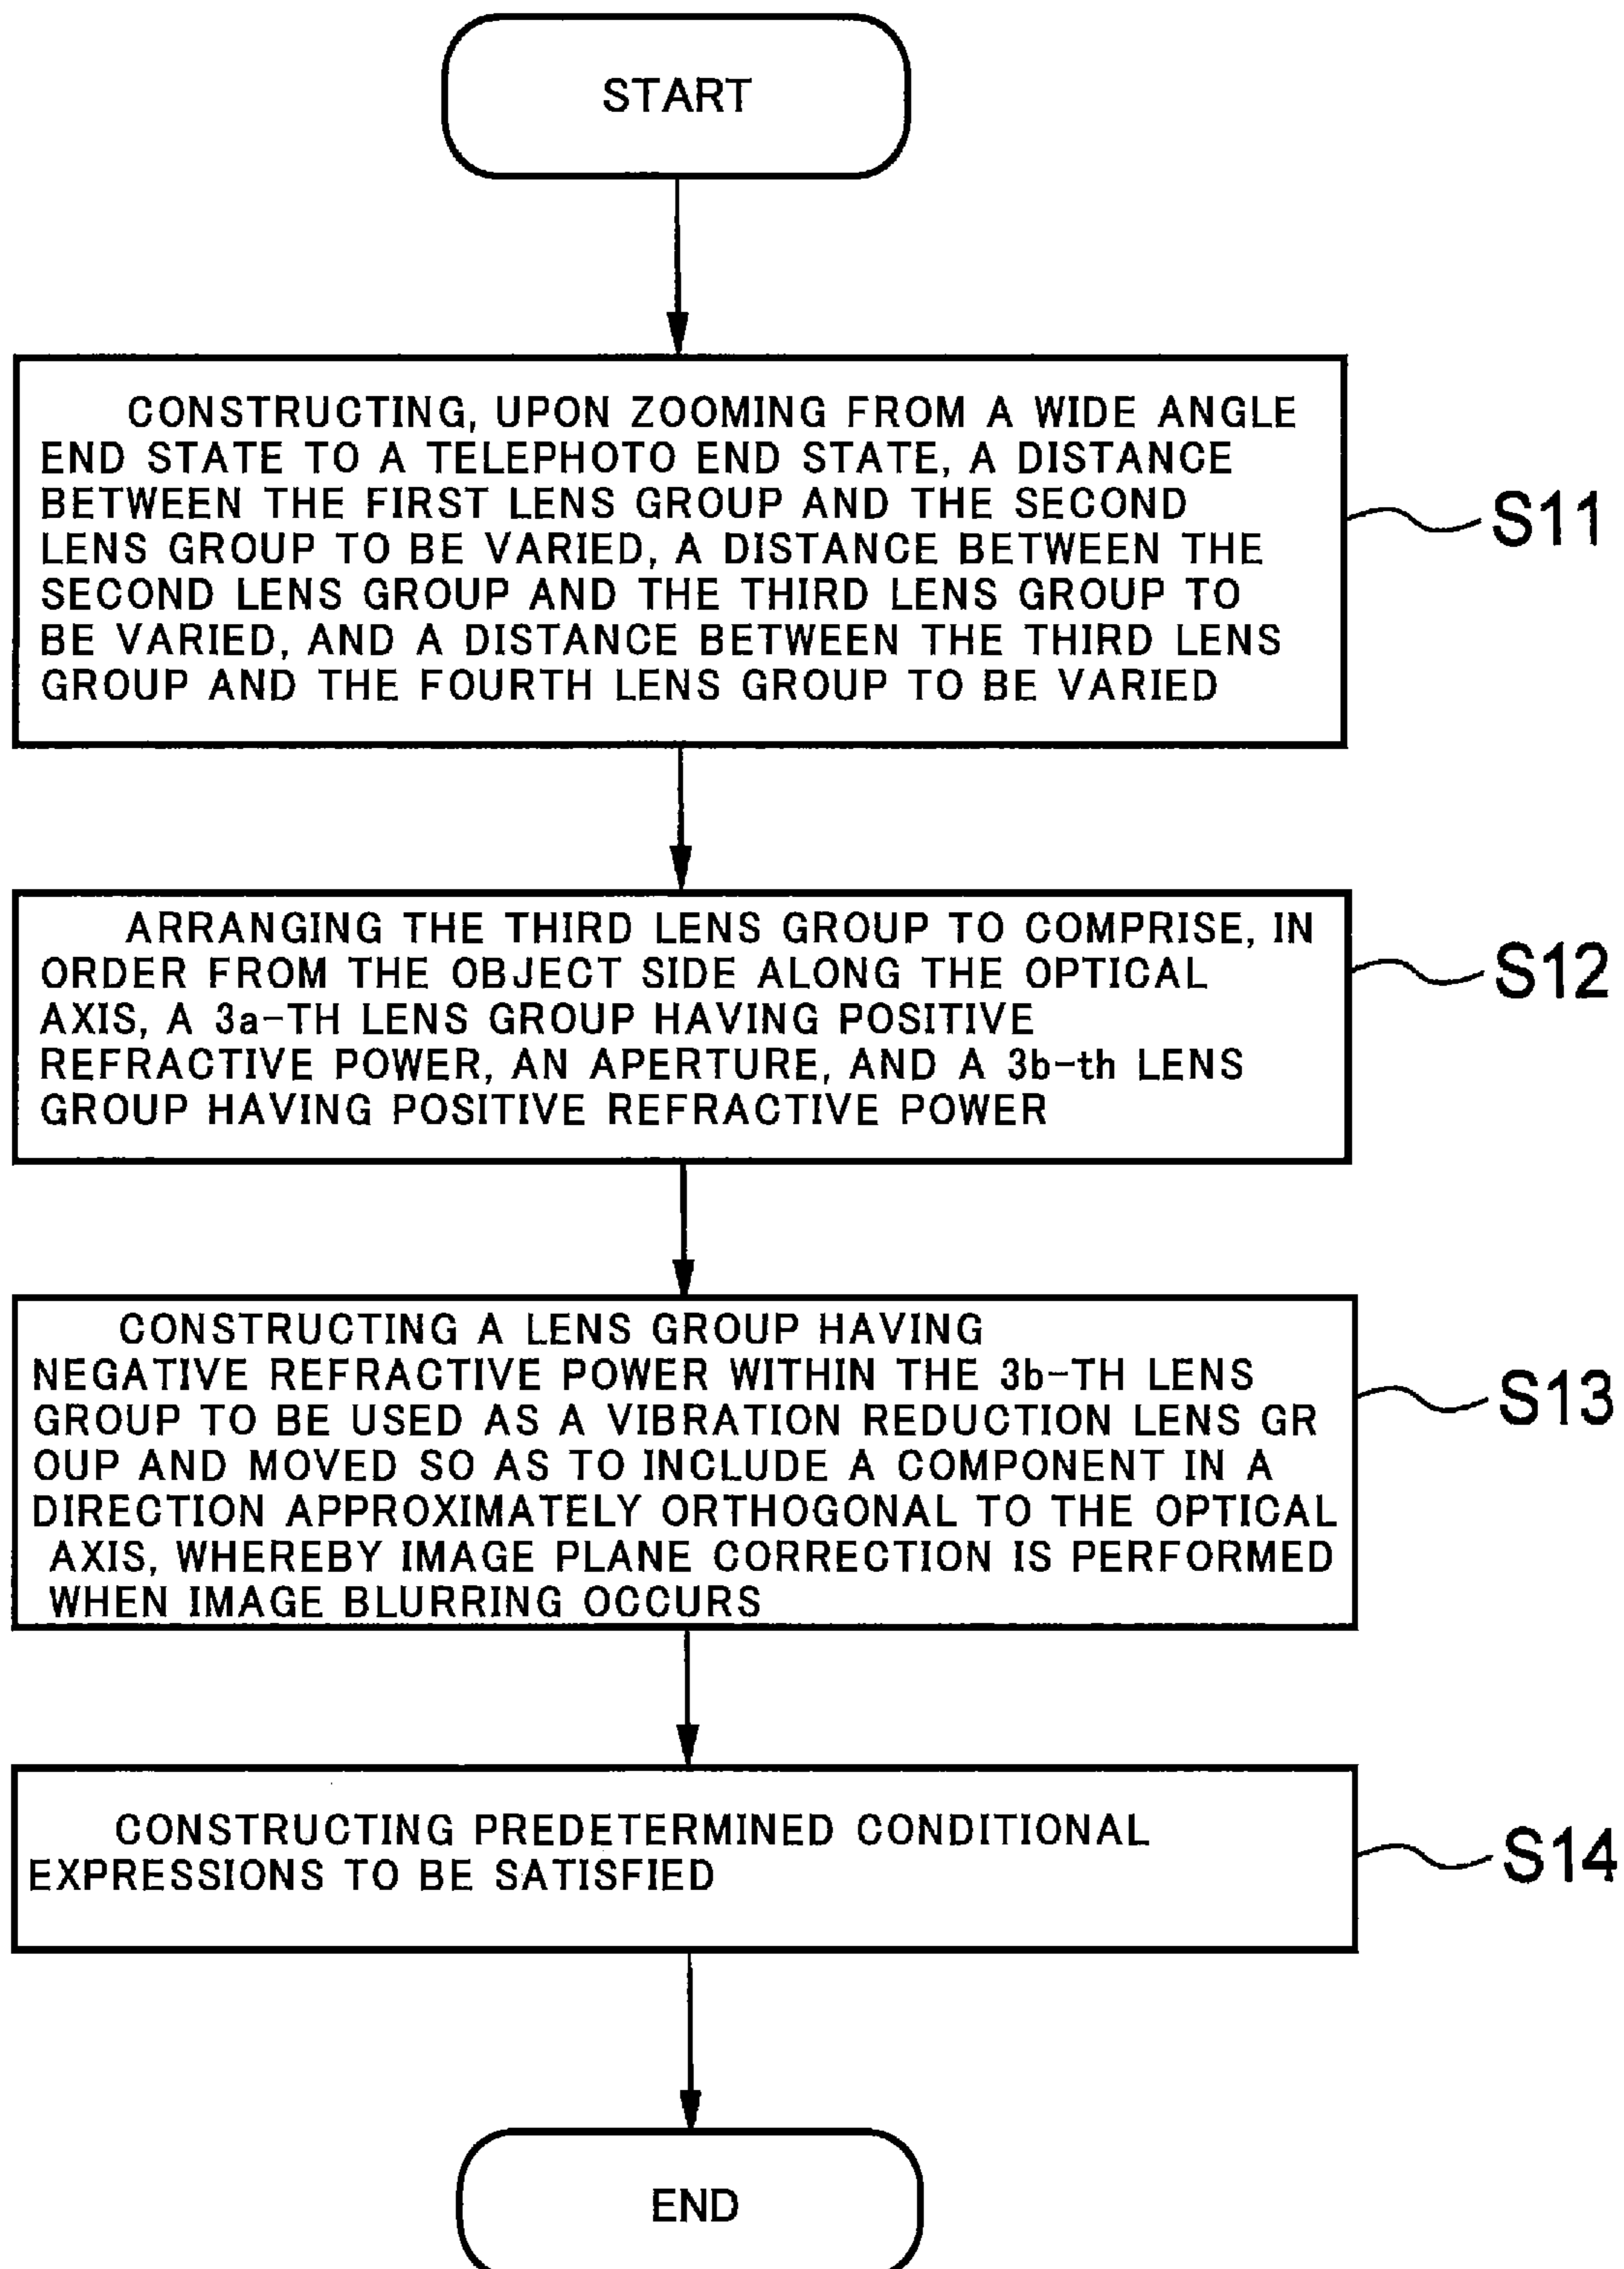 START
CONSTRUCTING, UPON ZOOMING FROM A WIDE ANGLE
END STATE TO A TELEPHOTO END STATE, A DISTANCE
BETWEEN THE FIRST LENS GROUP AND THE SECOND
LENS GROUP TO BE VARIED, A DISTANCE BETWEEN THE
SECOND LENS GROUP AND THE THIRD LENS GROUP TO
BE VARIED, AND A DISTANCE BETWEEN THE THIRD LENS
GROUP AND THE FOURTH LENS GROUP TO BE VARIED
S11
ARRANGING THE THIRD LENS GROUP TO COMPRISE, IN
ORDER FROM THE OBJECT SIDE ALONG THE OPTICAL
AXIS, A 3a-TH LENS GROUP HAVING POSITIVE
REFRACTIVE POWER, AN APERTURE, AND A 3b-th LENS
GROUP HAVING POSITIVE REFRACTIVE POWER
S12
CONSTRUCTING A LENS GROUP HAVING
NEGATIVE REFRACTIVE POWER WITHIN THE 3b-TH LENS
GROUP TO BE USED AS A VIBRATION REDUCTION LENS GR
OUP AND MOVED SO AS TO INCLUDE A COMPONENT IN A
DIRECTION APPROXIMATELY ORTHOGONAL TO THE OPTICAL
AXIS, WHEREBY IMAGE PLANE CORRECTION IS PERFORMED
WHEN IMAGE BLURRING OCCURS
S13
CONSTRUCTING PREDETERMINED CONDITIONAL
EXPRESSIONS TO BE SATISFIED
S14
END